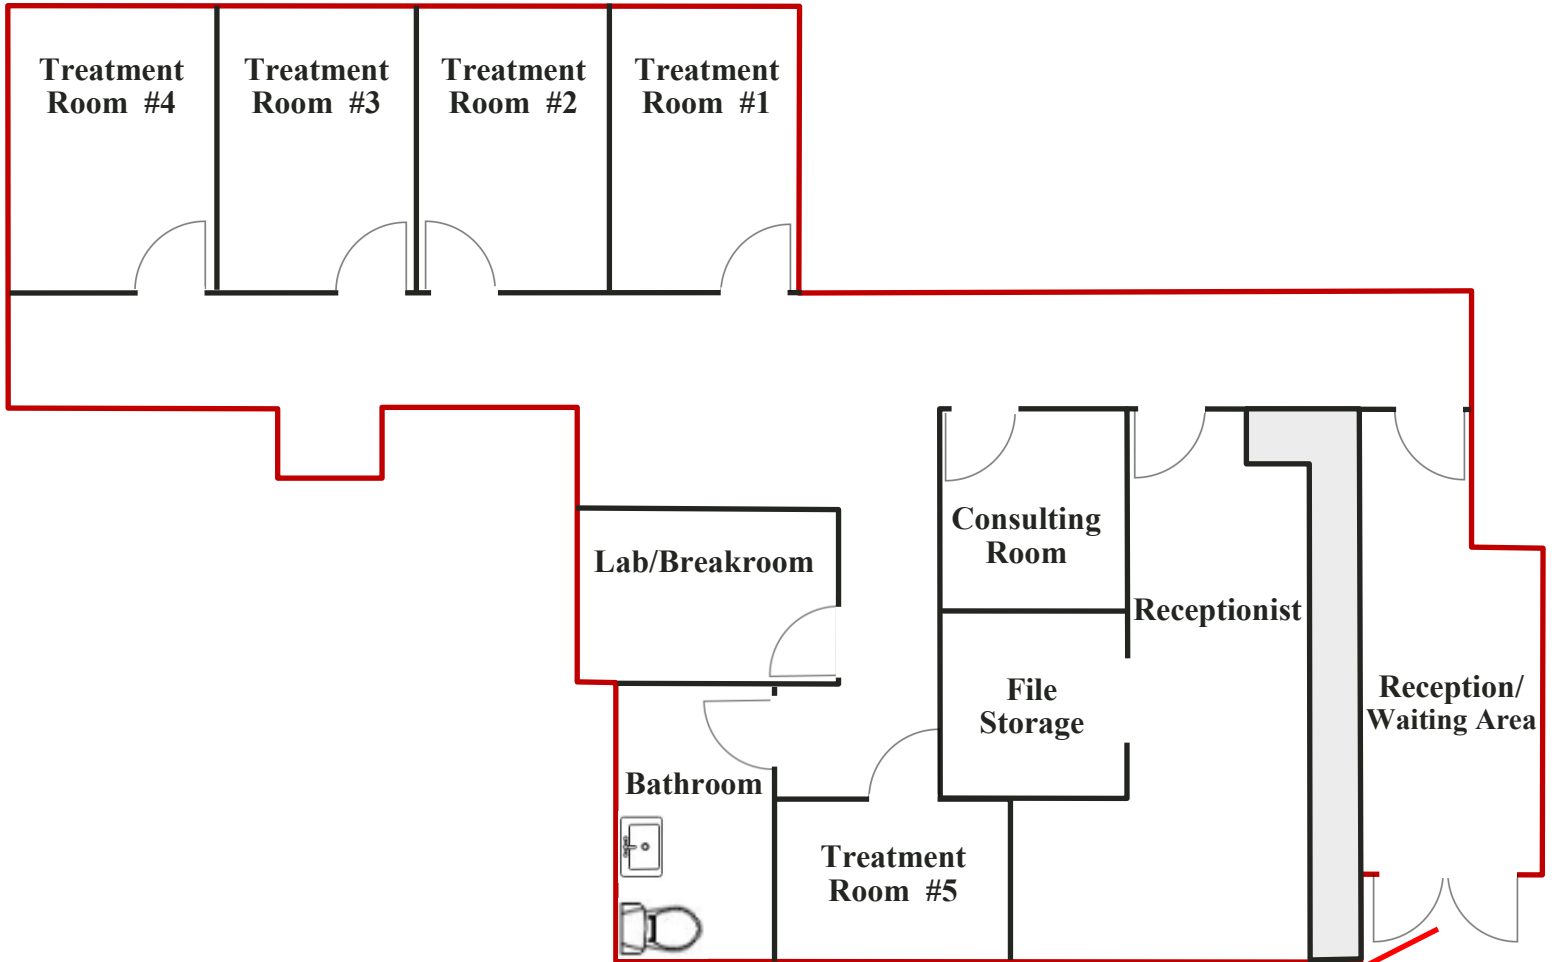 Treatment
Room #4
Treatment
Room #3
Treatment
Room #2
Treatment
Room #1
Consulting
Room
Lab/Breakroom
Receptionist
File
Storage
Reception/
Waiting Area
Bathroom
Treatment
Room #5